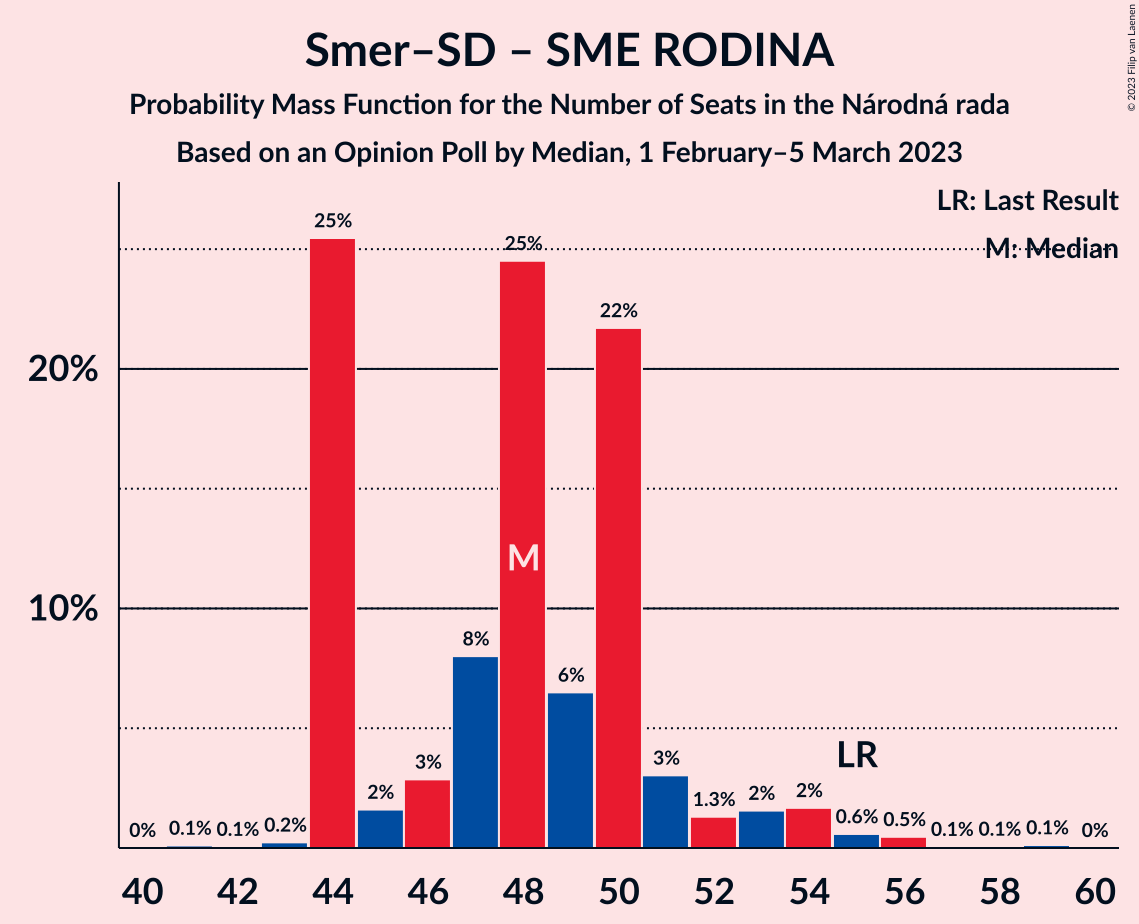 Smer–SD – SME RODINA
Probability Mass Function for the Number of Seats in the Národná rada
Based on an Opinion Poll by Median, 1 February–5 March 2023
© 2023 Filip van Laenen
LR: Last Result
M: Median
20%
10%
0%
0.1%
0.1%
0.2%
25%
2%
3%
8%
25%
M
6%
22%
3%
1.3%
2%
2%
LR
0.6%
0.5%
0.1%
0.1%
0.1%
0%
40 42 44 46 48 50 52 54 56 58 60